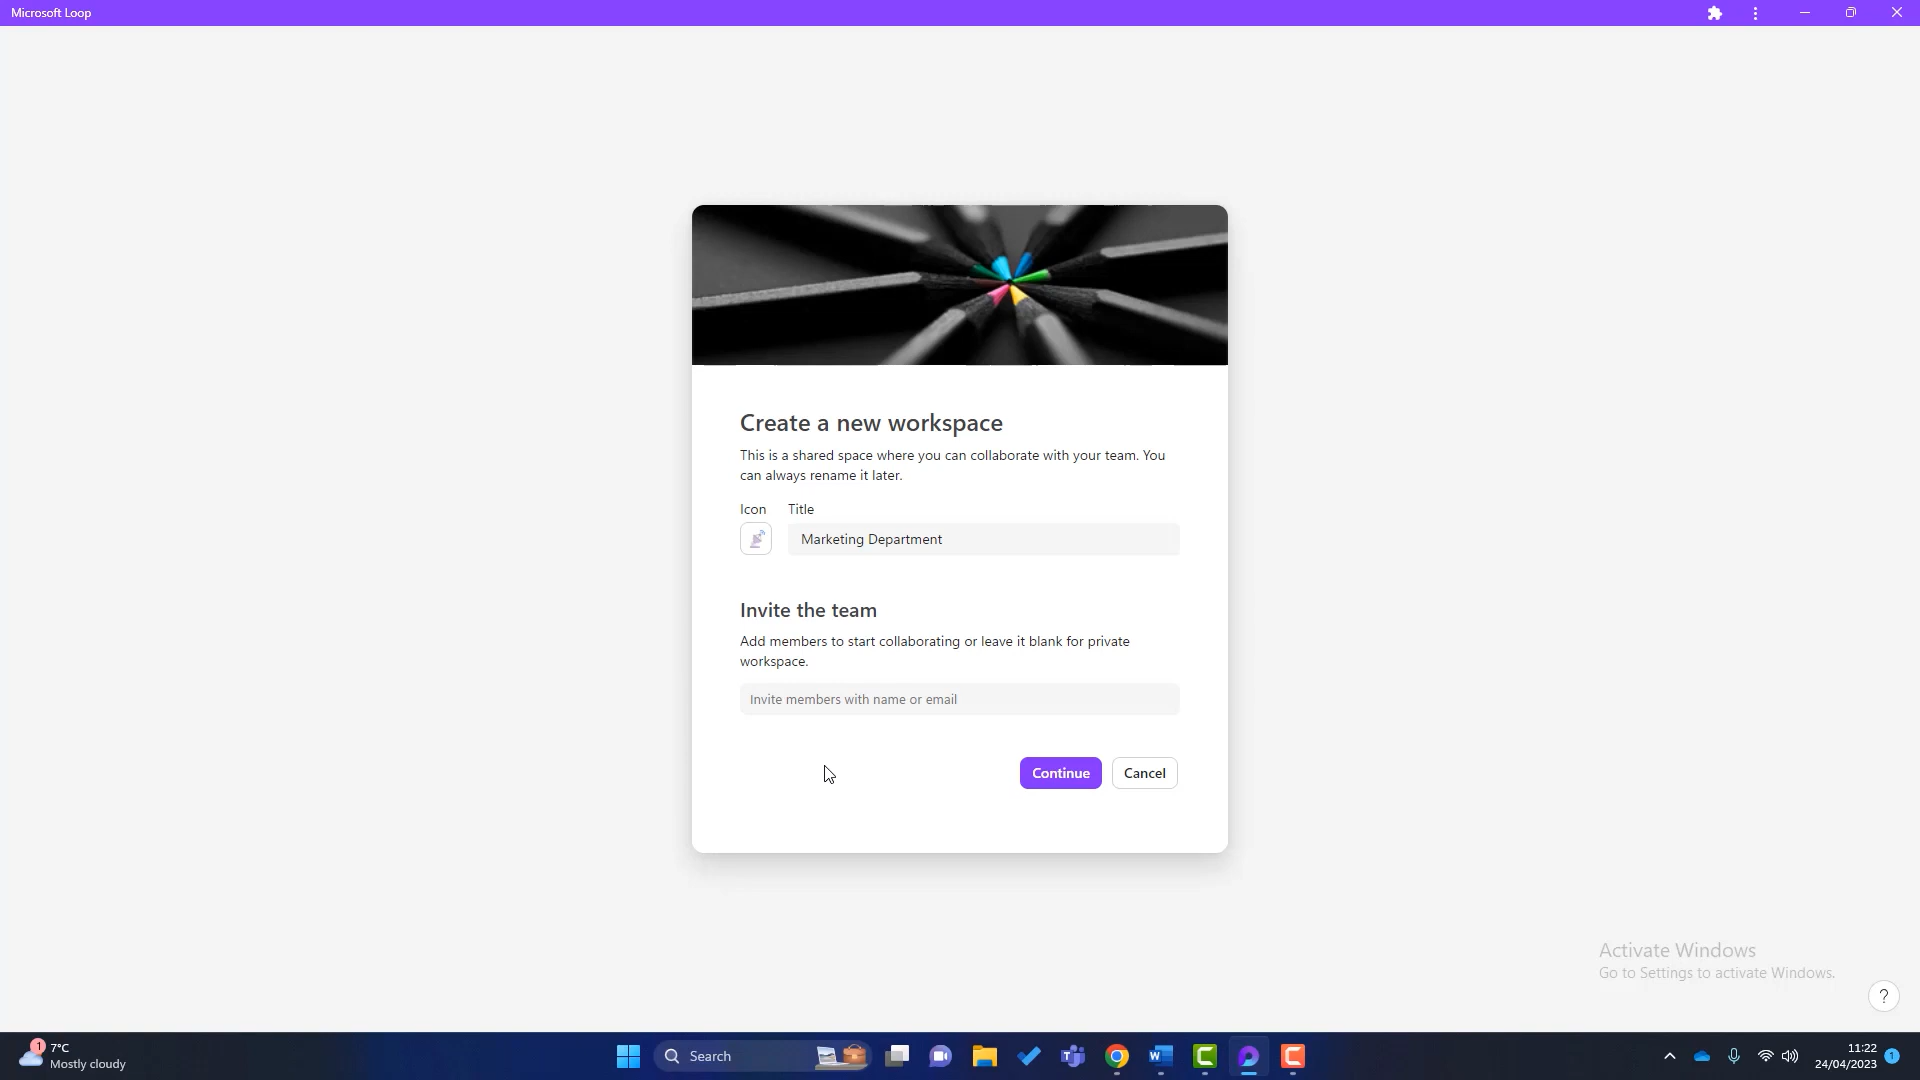 Microsoft Loop
Create a new workspace
This is a shared space where you can collaborate with your team. You
can always rename it later.
Icon Title
Marketing Department
Invite the team
Add members to start collaborating or leave it blank for private
workspace.
Invite members with name or email
Continue Cancel
Activate Windows
Go to Settings to activate Windows.
?
1
7°C
Mostly cloudy
Search
11:22
24/04/2023
1